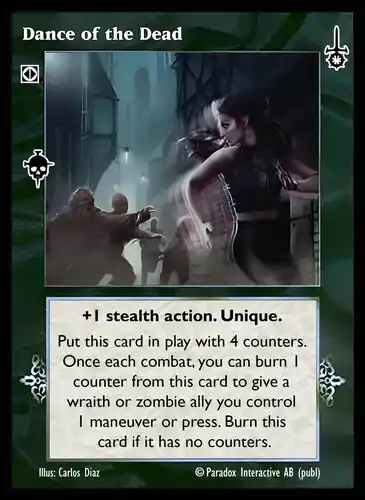 Dance of the Dead
+1 stealth action. Unique.
Put this card in play with 4 counters.
Once each combat, you can burn 1
counter from this card to give a
wraith or zombie ally you control
1 maneuver or press. Burn this
card if it has no counters.
Illus: Carlos Diaz
© Paradox Interactive AB (publ)